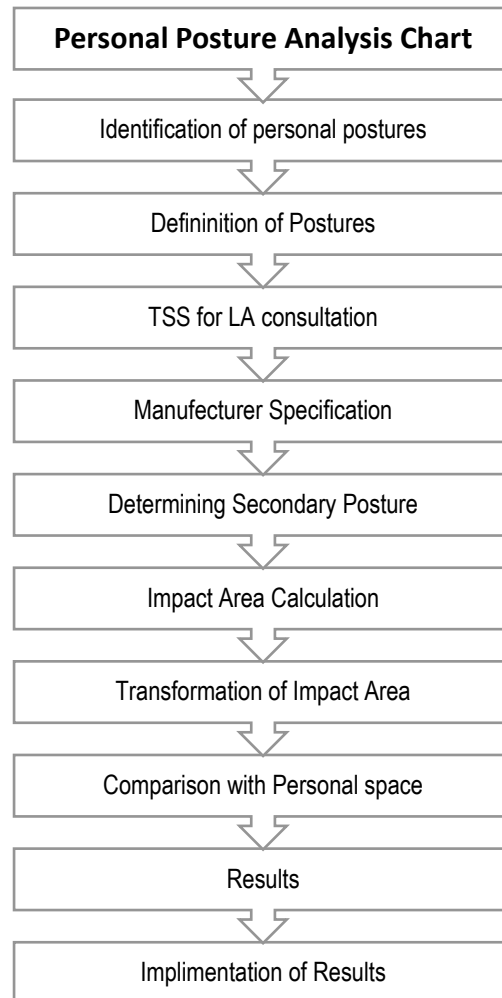 Personal Posture Analysis Chart
Identification of personal postures
Defininition of Postures
TSS for LA consultation
Manufecturer Specification
Determining Secondary Posture
Impact Area Calculation
Transformation of Impact Area
Comparison with Personal space
Results
Implimentation of Results